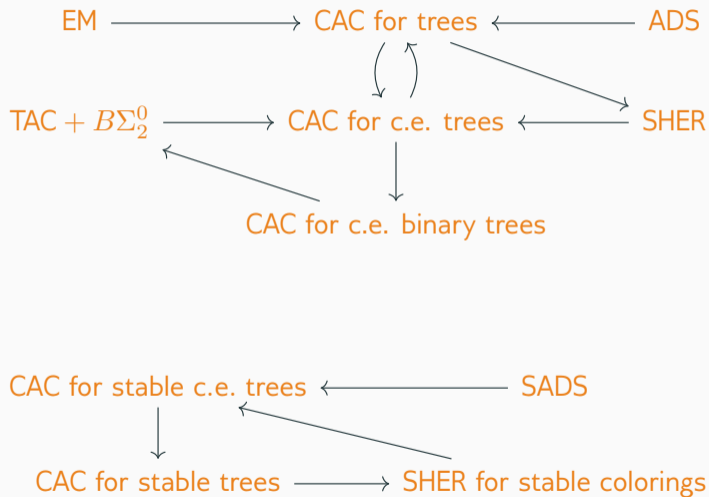 EM CAC for trees ADS
TAC + BΣ⁰₂ CAC for c.e. trees SHER
CAC for c.e. binary trees
CAC for stable c.e. trees SADS
CAC for stable trees SHER for stable colorings